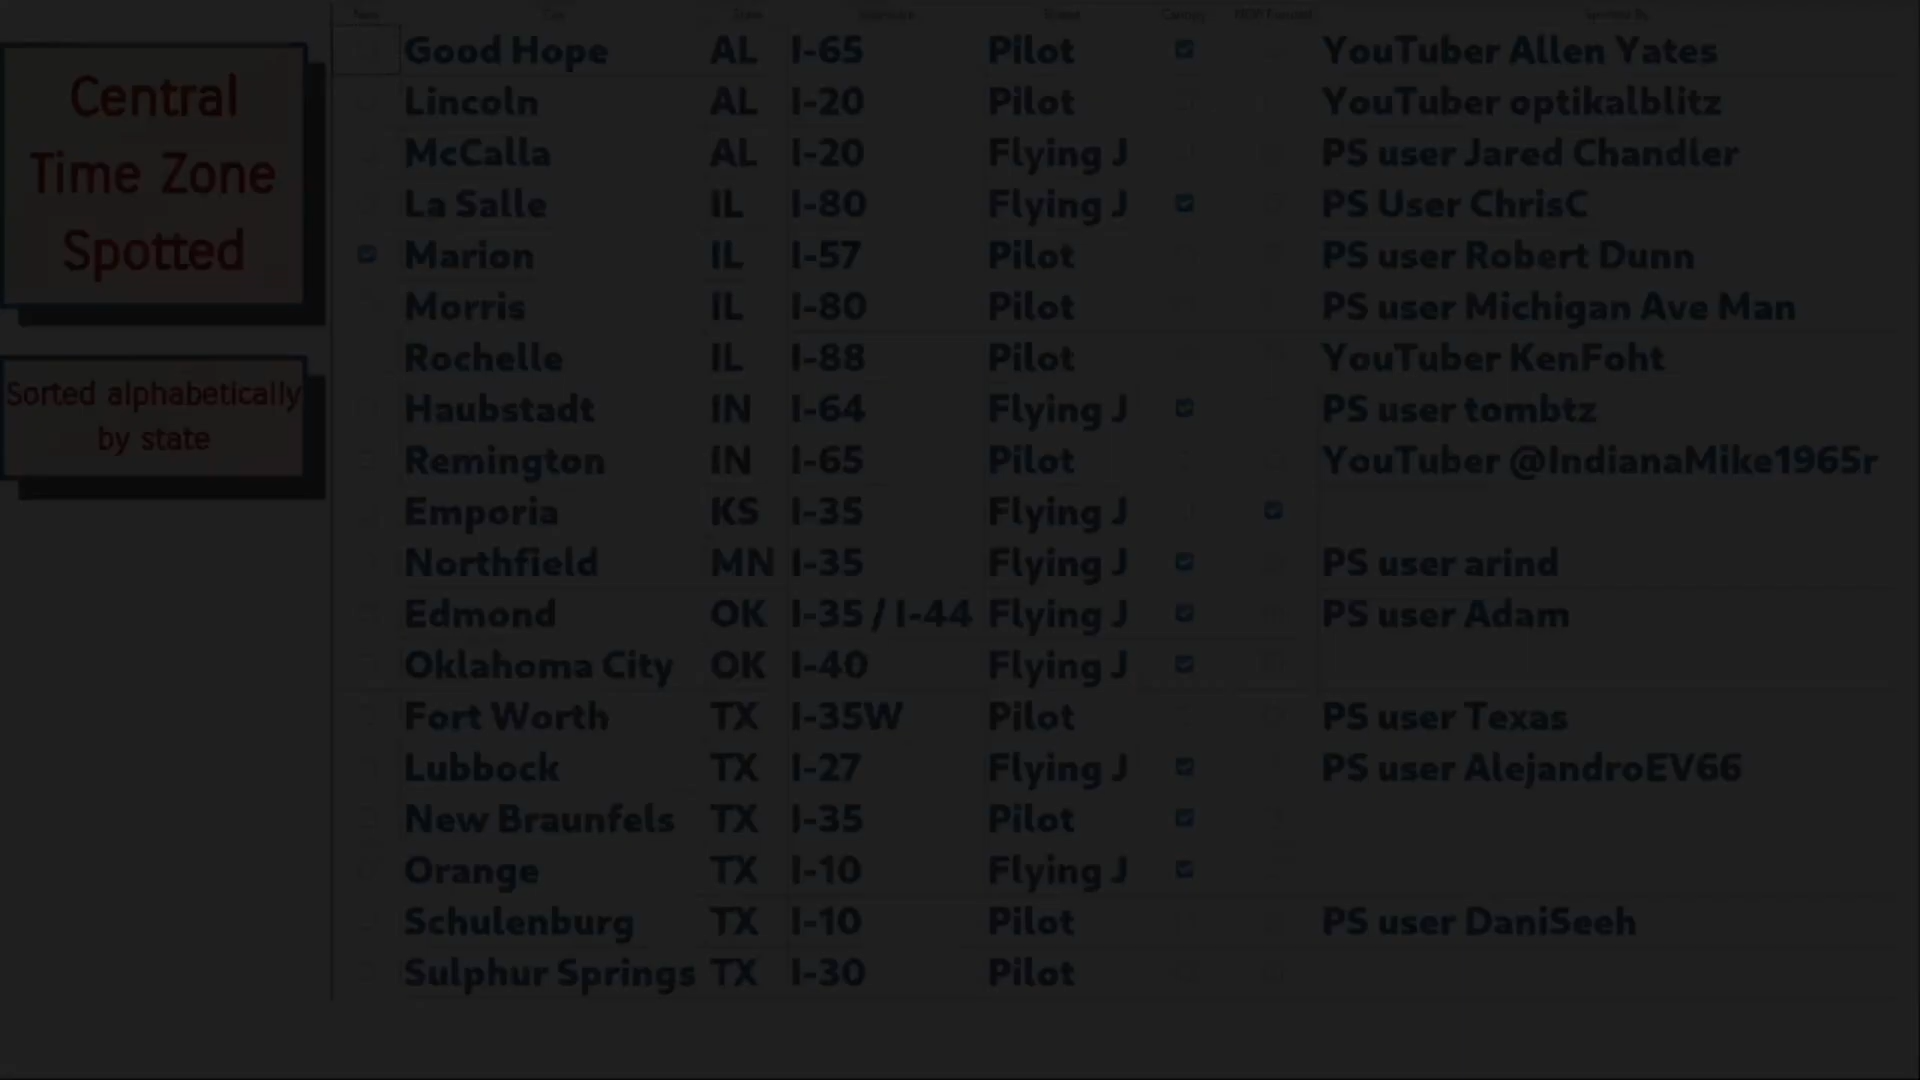 Central
Time Zone
Spotted
Sorted alphabetically
by state
New City State Canopy
Good Hope AL I-65 Pilot YouTuber Allen Yates
Lincoln AL I-20 Pilot YouTuber optikalblitz
McCalla AL I-20 Flying J PS user Jared Chandler
La Salle IL I-80 Flying J PS User ChrisC
Marion IL I-57 Pilot PS user Robert Dunn
Morris IL I-80 Pilot PS user Michigan Ave Man
Rochelle IL I-88 Pilot YouTuber KenFoht
Haubstadt IN I-64 Flying J PS user tombtz
Remington IN I-65 Pilot YouTuber @IndianaMike1965r
Emporia KS I-35 Flying J
Northfield MN I-35 Flying J PS user arind
Edmond OK I-35 / I-44 Flying J PS user Adam
Oklahoma City OK I-40 Flying J
Fort Worth TX I-35W Pilot PS user Texas
Lubbock TX I-27 Flying J PS user AlejandroEV66
New Braunfels TX I-35 Pilot
Orange TX I-10 Flying J
Schulenburg TX I-10 Pilot PS user DaniSeeh
Sulphur Springs TX I-30 Pilot